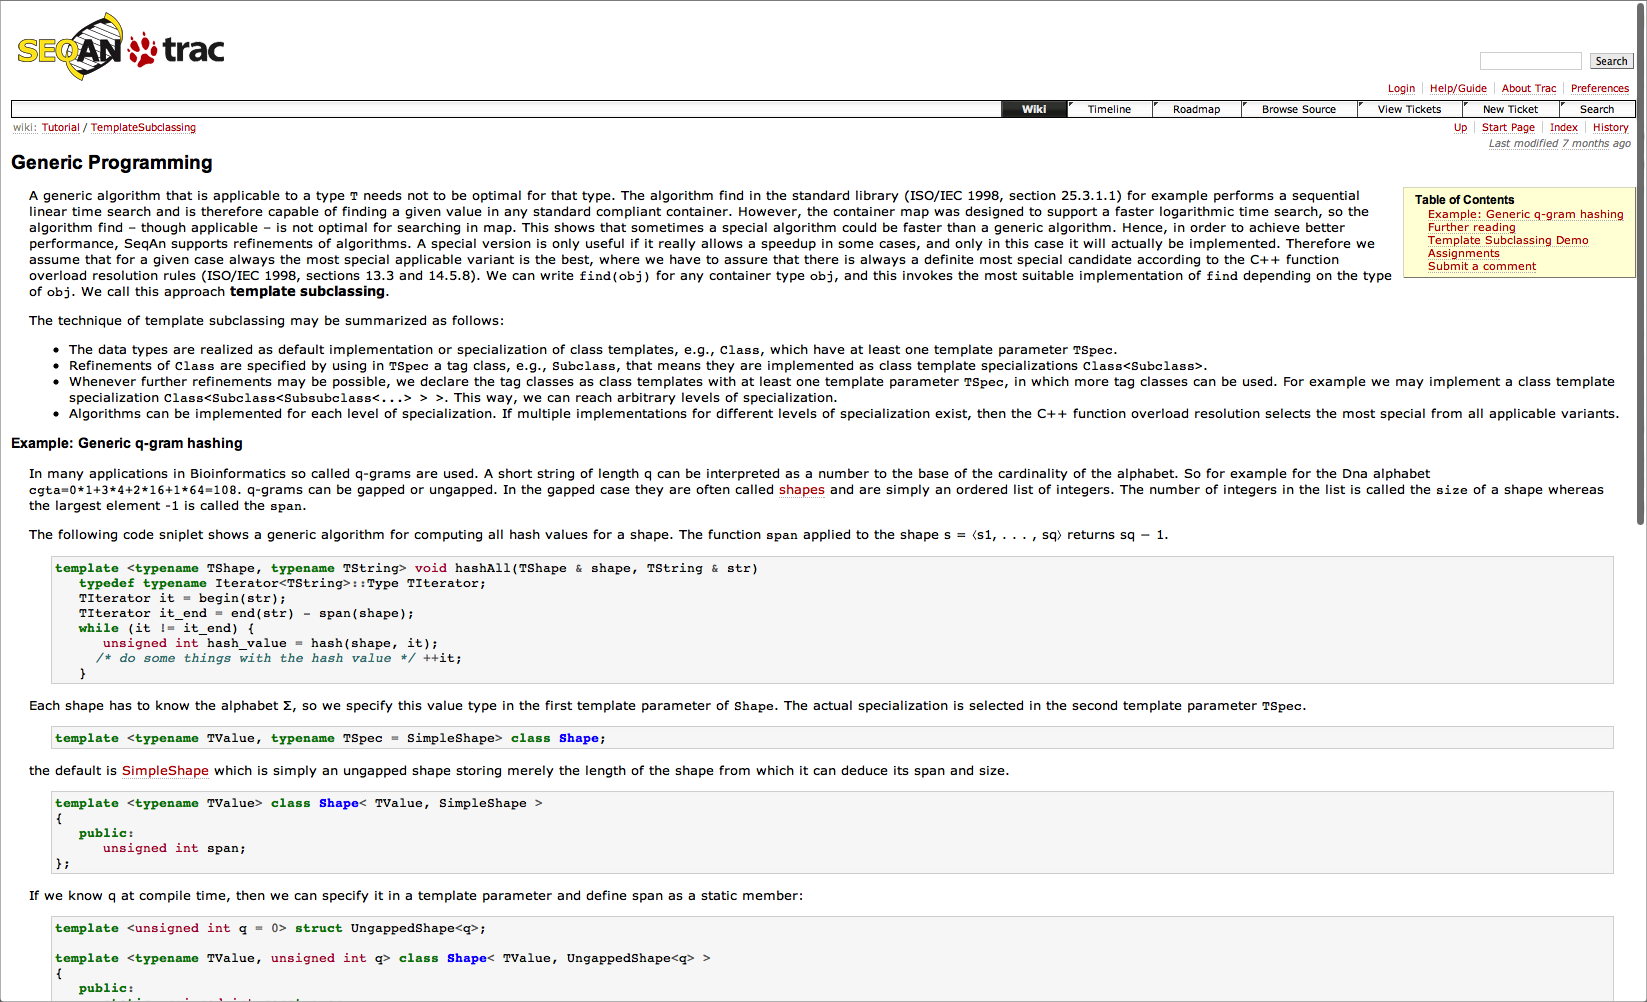 SEQAN trac
Search
Login Help/Guide About Trac Preferences
Wiki Timeline Roadmap Browse Source View Tickets New Ticket Search
wiki: Tutorial / TemplateSubclassing
Up Start Page Index History
Last modified 7 months ago
Generic Programming
A generic algorithm that is applicable to a type T needs not to be optimal for that type. The algorithm find in the standard library (ISO/IEC 1998, section 25.3.1.1) for example performs a sequential
linear time search and is therefore capable of finding a given value in any standard compliant container. However, the container map was designed to support a faster logarithmic time search, so the
algorithm find – though applicable – is not optimal for searching in map. This shows that sometimes a special algorithm could be faster than a generic algorithm. Hence, in order to achieve better
performance, SeqAn supports refinements of algorithms. A special version is only useful if it really allows a speedup in some cases, and only in this case it will actually be implemented. Therefore we
assume that for a given case always the most special applicable variant is the best, where we have to assure that there is always a definite most special candidate according to the C++ function
overload resolution rules (ISO/IEC 1998, sections 13.3 and 14.5.8). We can write find(obj) for any container type obj, and this invokes the most suitable implementation of find depending on the type
of obj. We call this approach template subclassing.
Table of Contents
Example: Generic q-gram hashing
Further reading
Template Subclassing Demo
Assignments
Submit a comment
The technique of template subclassing may be summarized as follows:
• The data types are realized as default implementation or specialization of class templates, e.g., Class, which have at least one template parameter TSpec.
• Refinements of Class are specified by using in TSpec a tag class, e.g., Subclass, that means they are implemented as class template specializations Class<Subclass>.
• Whenever further refinements may be possible, we declare the tag classes as class templates with at least one template parameter TSpec, in which more tag classes can be used. For example we may implement a class template
specialization Class<Subclass<Subsubclass<...> > >. This way, we can reach arbitrary levels of specialization.
• Algorithms can be implemented for each level of specialization. If multiple implementations for different levels of specialization exist, then the C++ function overload resolution selects the most special from all applicable variants.
Example: Generic q-gram hashing
In many applications in Bioinformatics so called q-grams are used. A short string of length q can be interpreted as a number to the base of the cardinality of the alphabet. So for example for the Dna alphabet
cgta=0*1+3*4+2*16+1*64=108. q-grams can be gapped or ungapped. In the gapped case they are often called shapes and are simply an ordered list of integers. The number of integers in the list is called the size of a shape whereas
the largest element -1 is called the span.
The following code sniplet shows a generic algorithm for computing all hash values for a shape. The function span applied to the shape s = ⟨s1, . . . , sq⟩ returns sq − 1.
template <typename TShape, typename TString> void hashAll(TShape & shape, TString & str)
typedef typename Iterator<TString>::Type TIterator;
TIterator it = begin(str);
TIterator it_end = end(str) - span(shape);
while (it != it_end) {
unsigned int hash_value = hash(shape, it);
/* do some things with the hash value */ ++it;
}
Each shape has to know the alphabet Σ, so we specify this value type in the first template parameter of Shape. The actual specialization is selected in the second template parameter TSpec.
template <typename TValue, typename TSpec = SimpleShape> class Shape;
the default is SimpleShape which is simply an ungapped shape storing merely the length of the shape from which it can deduce its span and size.
template <typename TValue> class Shape< TValue, SimpleShape >
{
public:
unsigned int span;
};
If we know q at compile time, then we can specify it in a template parameter and define span as a static member:
template <unsigned int q = 0> struct UngappedShape<q>;
template <typename TValue, unsigned int q> class Shape< TValue, UngappedShape<q> >
{
public: